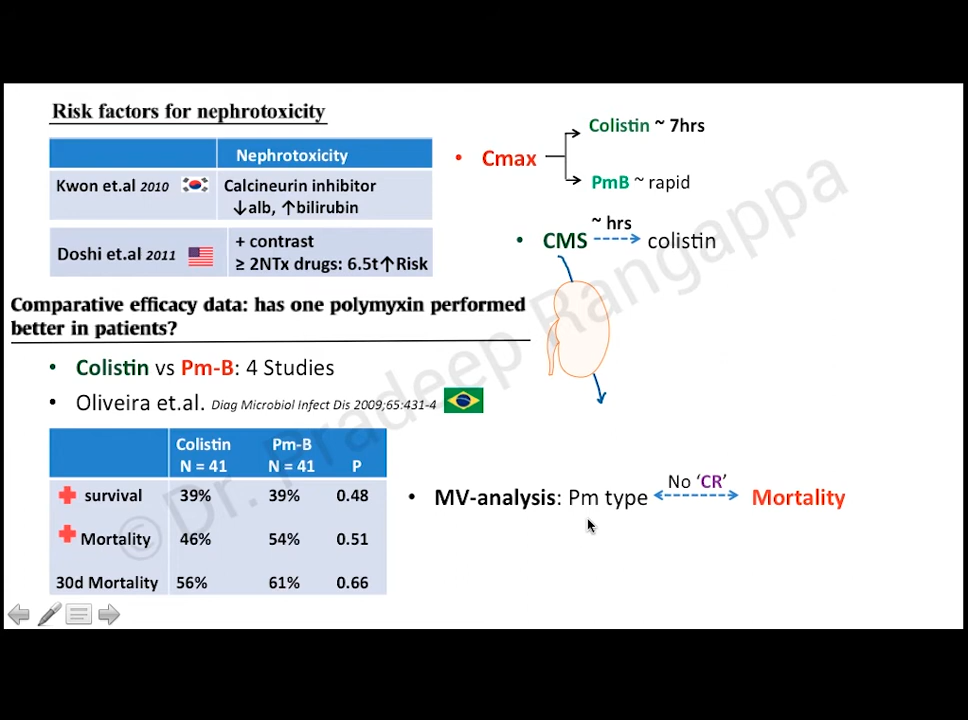 Risk factors for nephrotoxicity
Nephrotoxicity
Kwon et.al 2010
Calcineurin inhibitor
↓alb, ↑bilirubin
Doshi et.al 2011
+ contrast
≥ 2NTx drugs: 6.5t↑Risk
• Cmax
Colistin ~ 7hrs
PmB ~ rapid
~ hrs
• CMS colistin
Comparative efficacy data: has one polymyxin performed
better in patients?
• Colistin vs Pm-B: 4 Studies
• Oliveira et.al. Diag Microbiol Infect Dis 2009;65:431-4
Colistin Pm-B
N = 41 N = 41 P
survival 39% 39% 0.48
Mortality 46% 54% 0.51
30d Mortality 56% 61% 0.66
No 'CR'
• MV-analysis: Pm type Mortality
©Dr. Pradeep Rangappa